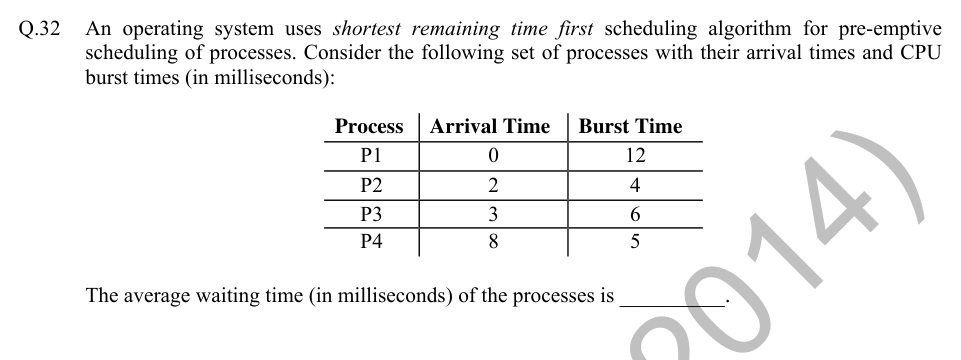 Q.32 An operating system uses shortest remaining time first scheduling algorithm for pre-emptive
scheduling of processes. Consider the following set of processes with their arrival times and CPU
burst times (in milliseconds):
Process Arrival Time Burst Time
P1 0 12
P2 2 4
P3 3 6
P4 8 5
The average waiting time (in milliseconds) of the processes is __________.
2014)